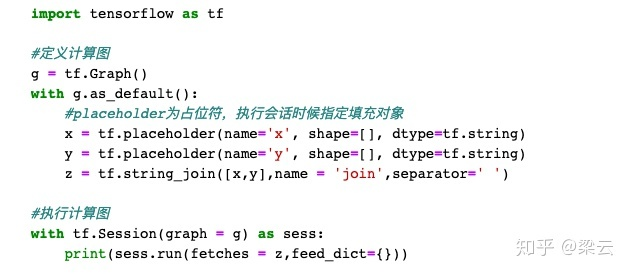 import tensorflow as tf
#定义计算图
g = tf.Graph()
with g.as_default():
    #placeholder为占位符，执行会话时候指定填充对象
    x = tf.placeholder(name='x', shape=[], dtype=tf.string)
    y = tf.placeholder(name='y', shape=[], dtype=tf.string)
    z = tf.string_join([x,y],name = 'join',separator=' ')
#执行计算图
with tf.Session(graph = g) as sess:
    print(sess.run(fetches = z,feed_dict={}))
知乎 @梁云